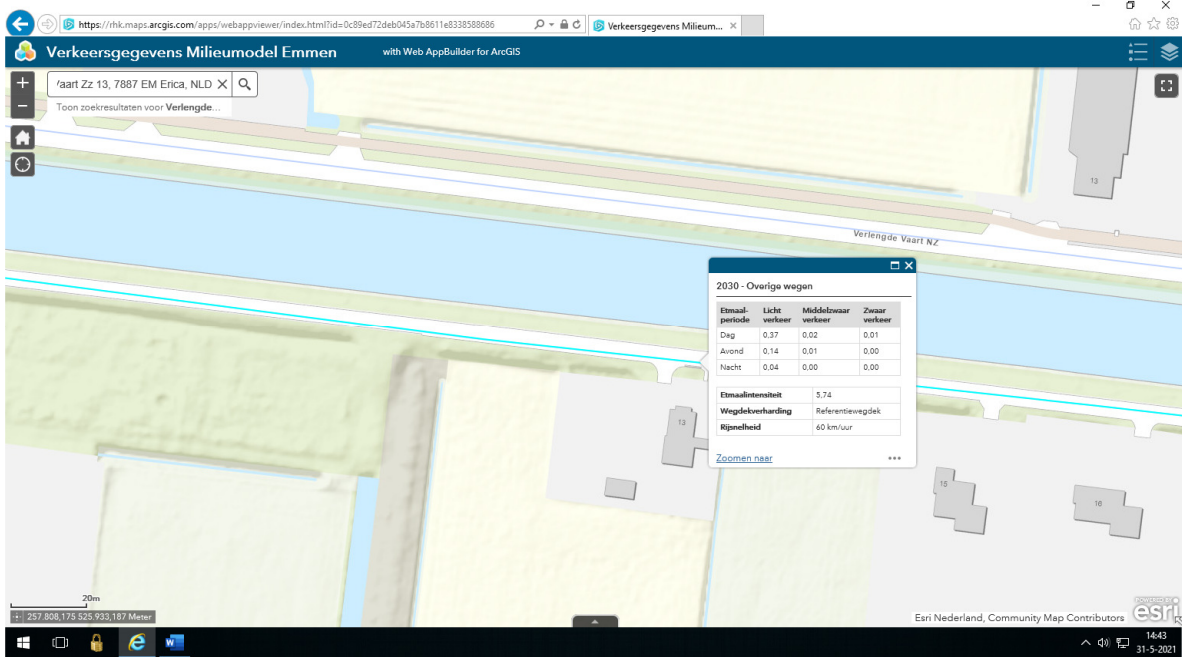 https://rhk.maps.arcgis.com/apps/webappviewer/index.html?id=0c89ed72deb045a7b8611e8338588686
Verkeersgegevens Milieum...
Verkeersgegevens Milieumodel Emmen
with Web AppBuilder for ArcGIS
'aart Zz 13, 7887 EM Erica, NLD
Toon zoekresultaten voor Verlengde...
13
Verlengde Vaart NZ
2030 - Overige wegen
Etmaal-periode Licht verkeer Middelzwaar verkeer Zwaar verkeer
Dag 0,37 0,02 0,01
Avond 0,14 0,01 0,00
Nacht 0,04 0,00 0,00
Etmaalintensiteit 5,74
Wegdekverharding Referentiewegdek
Rijsnelheid 60 km/uur
Zoomen naar
13
15
16
20m
257.808,175 525.933,187 Meter
Esri Nederland, Community Map Contributors
POWERED BY
esri
14:43
31-5-2021